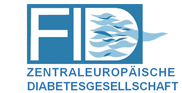 FID
ZENTRALEUROPÄISCHE
DIABETESGESELLSCHAFT